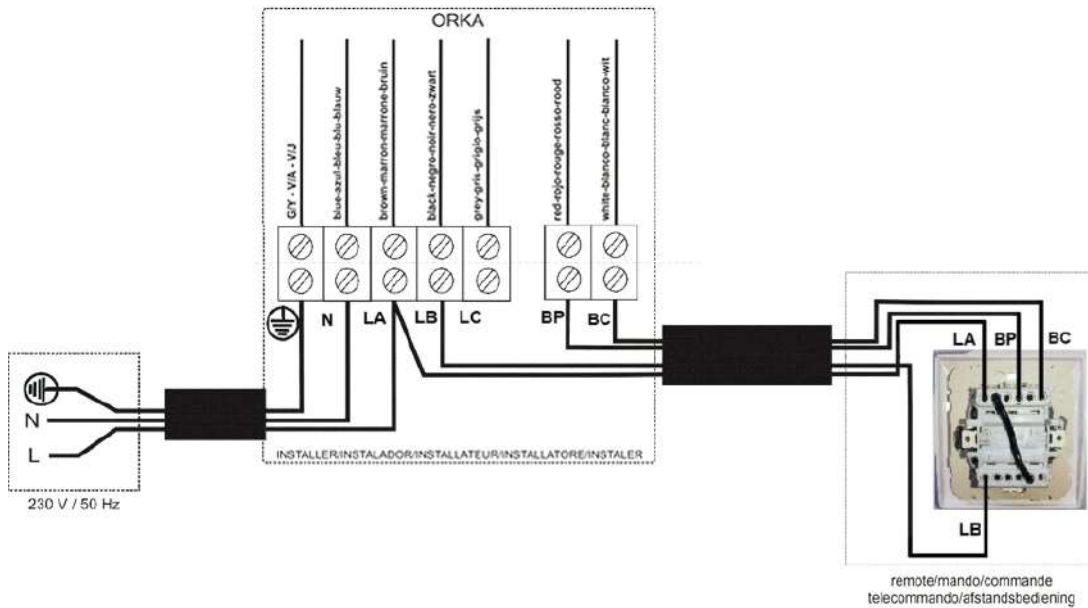 ORKA
G/Y - V/A - V/J
blue-azul-bleu-blu-blauw
brown-marron-marrone-bruin
black-negro-noir-nero-zwart
grey-gris-grigio-grijs
red-rojo-rouge-rosso-rood
white-blanco-blanc-bianco-wit
N LA LB LC BP BC
LA BP BC
N
L
INSTALLER/INSTALADOR/INSTALLATEUR/INSTALLATORE/INSTALER
230 V / 50 Hz
LB
remote/mando/commande
telecommando/afstandsbediening